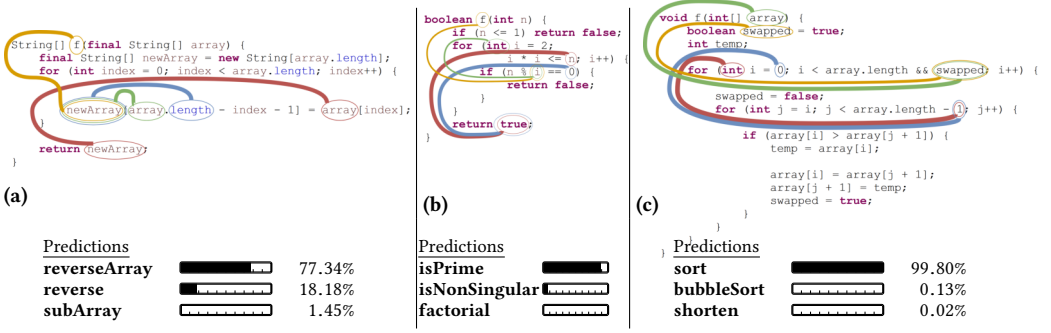 String[] f(final String[] array) {
final String[] newArray = new String[array.length];
for (int index = 0; index < array.length; index++) {
newArray[array.length - index - 1] = array[index];
}
return newArray;
}
(a)
Predictions
reverseArray 77.34%
reverse 18.18%
subArray 1.45%
boolean f(int n) {
if (n <= 1) return false;
for (int i = 2;
i * i <= n; i++) {
if (n % i == 0) {
return false;
}
}
return true;
}
(b)
Predictions
isPrime
isNonSingular
factorial
void f(int[] array) {
boolean swapped = true;
int temp;
for (int i = 0; i < array.length && swapped; i++) {
swapped = false;
for (int j = i; j < array.length - 1; j++) {
if (array[i] > array[j + 1]) {
temp = array[i];
array[i] = array[j + 1];
array[j + 1] = temp;
swapped = true;
}
}
}
}
(c)
Predictions
sort 99.80%
bubbleSort 0.13%
shorten 0.02%